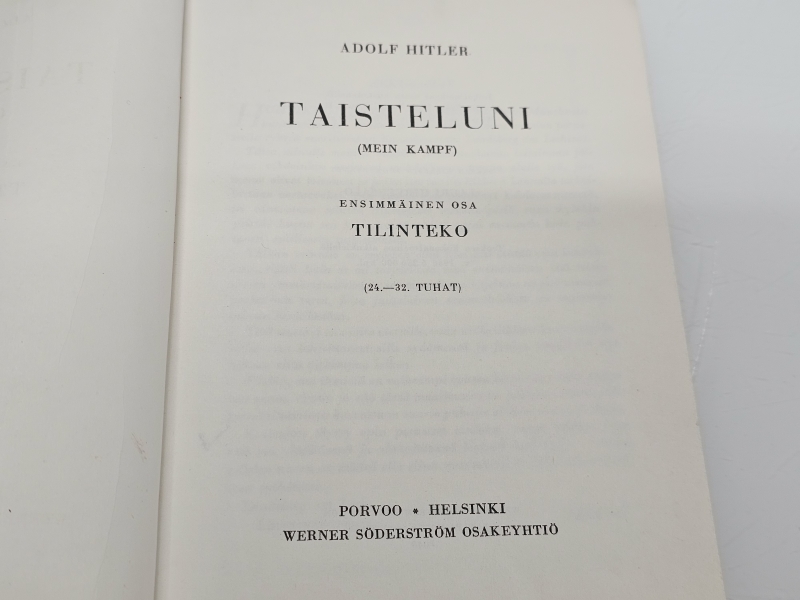 ADOLF HITLER
TAISTELUNI
(MEIN KAMPF)
ENSIMMÄINEN OSA
TILINTEKO
(24.—32. TUHAT)
PORVOO * HELSINKI
WERNER SÖDERSTRÖM OSAKEYHTIÖ